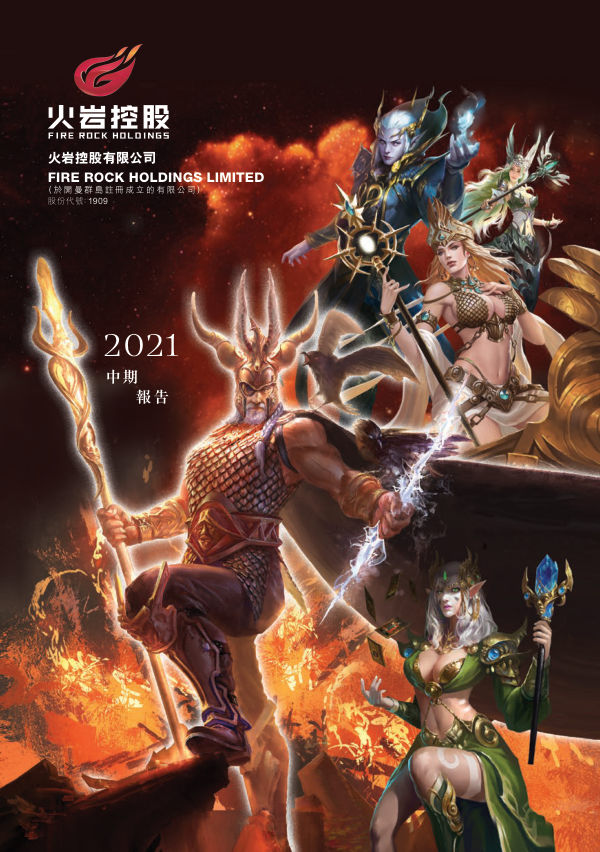 火岩控股
FIRE ROCK HOLDINGS
火岩控股有限公司
FIRE ROCK HOLDINGS LIMITED
(於開曼群島註冊成立的有限公司)
股份代號: 1909
2021
中期
報告